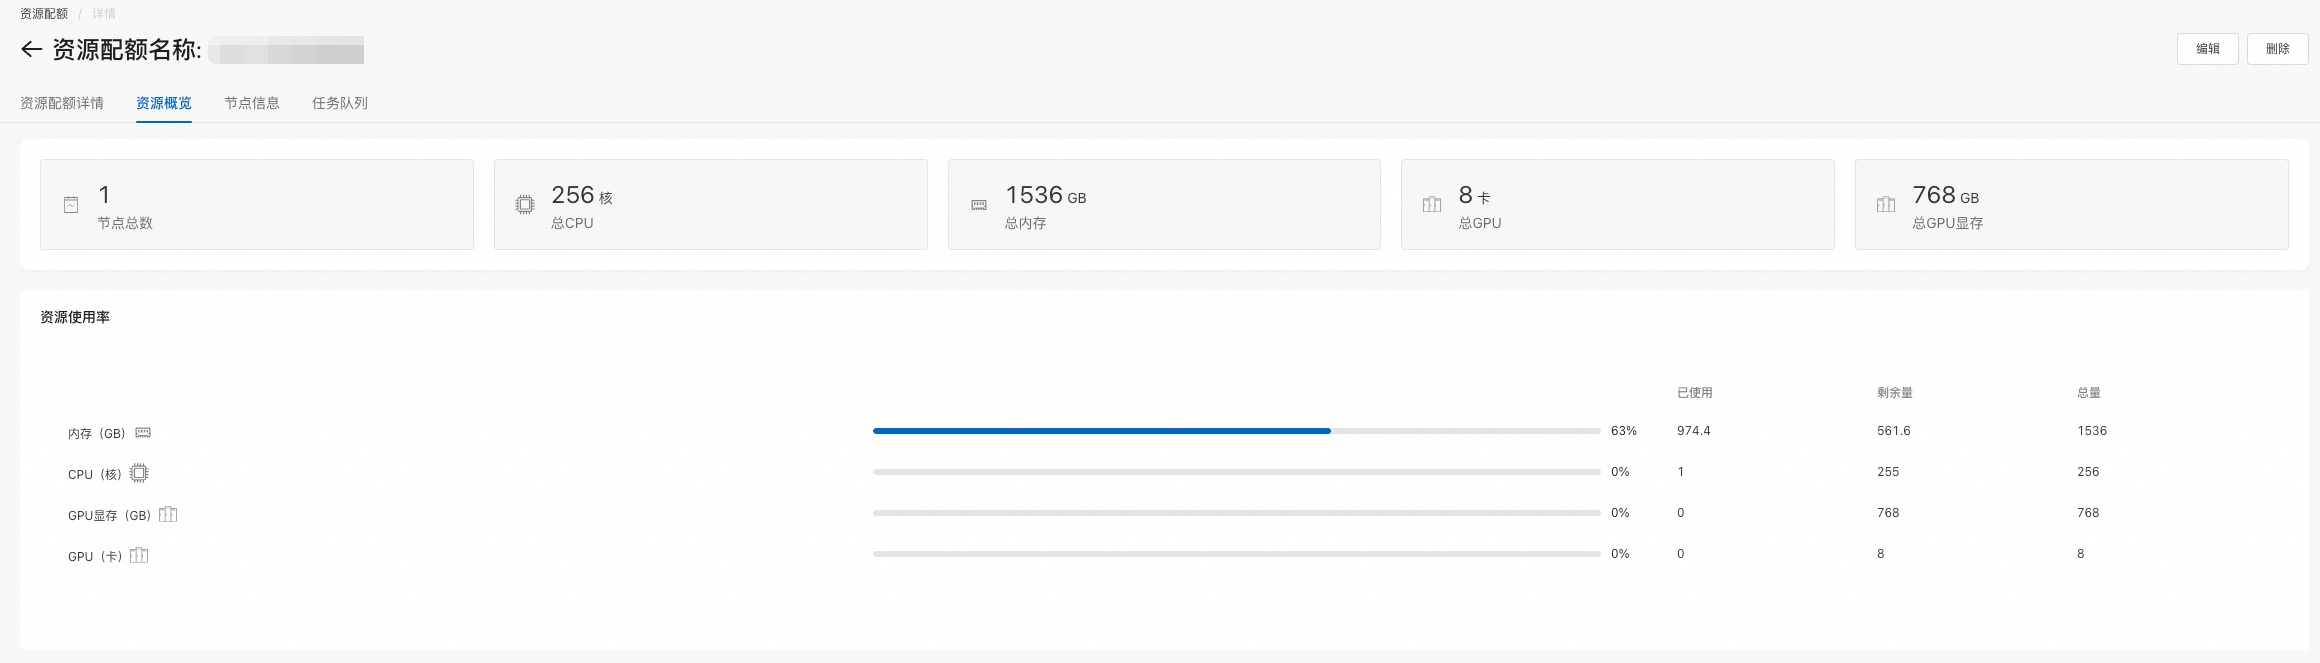 资源配额 / 详情
资源配额名称:
编辑 删除
资源配额详情 资源概览 节点信息 任务队列
1
节点总数
256 核
总CPU
1536 GB
总内存
8 卡
总GPU
768 GB
总GPU显存
资源使用率
已使用 剩余量 总量
内存（GB） 63% 974.4 561.6 1536
CPU（核） 0% 1 255 256
GPU显存（GB） 0% 0 768 768
GPU（卡） 0% 0 8 8